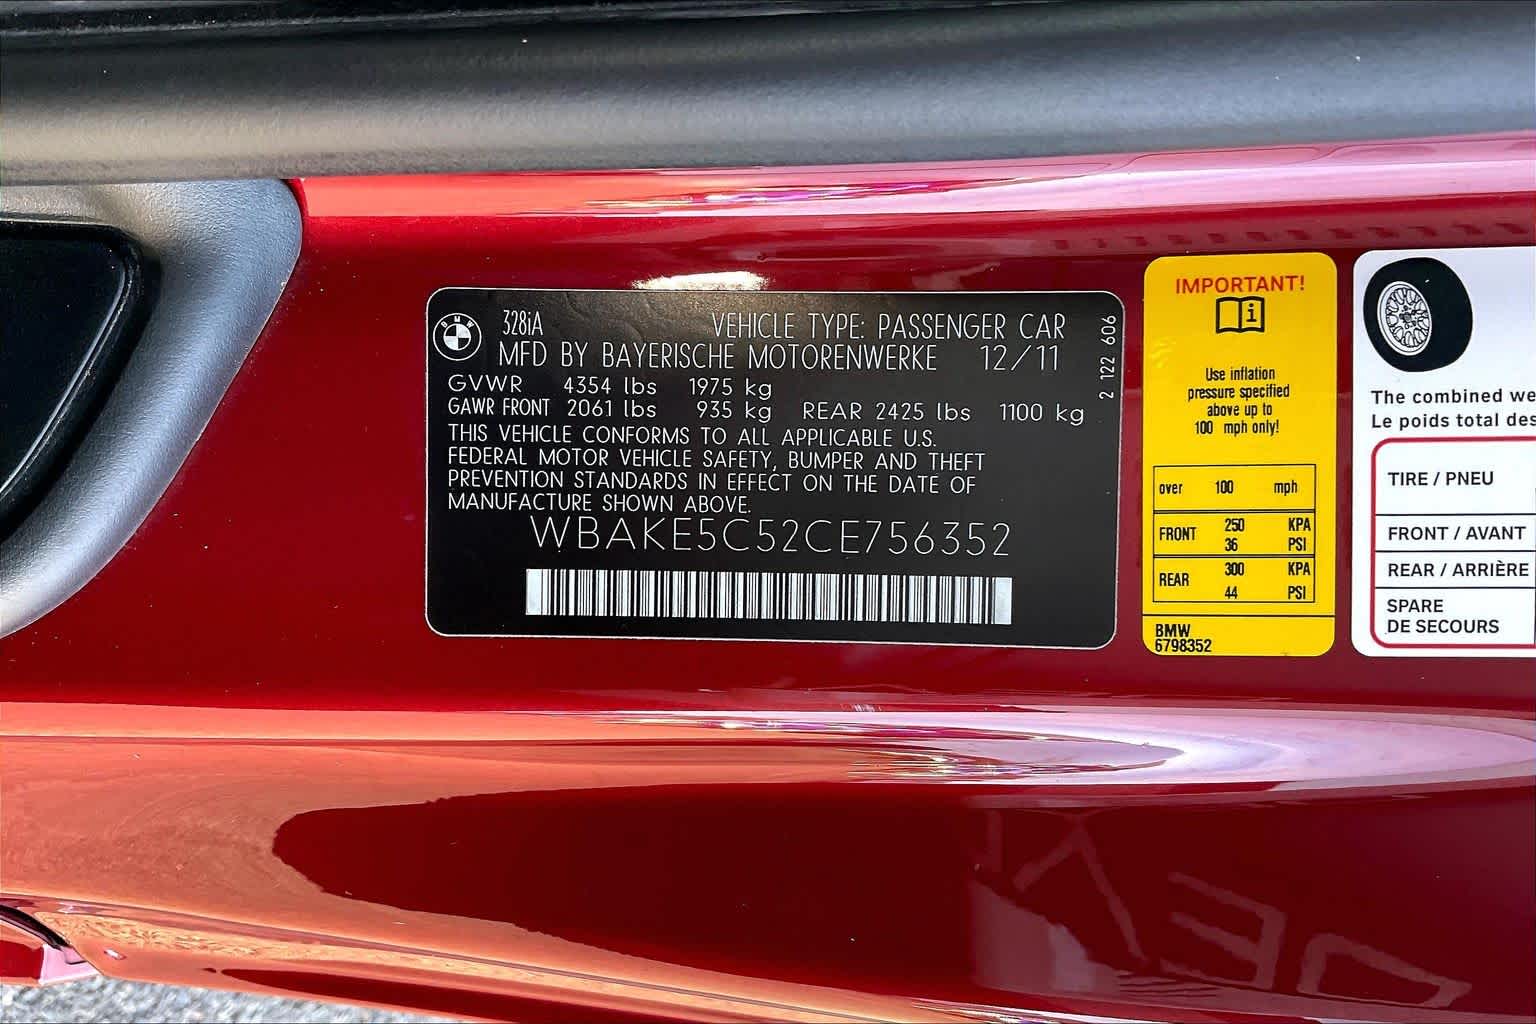 BMW
328iA VEHICLE TYPE: PASSENGER CAR
MFD BY BAYERISCHE MOTORENWERKE 12/11
GVWR 4354 lbs 1975 kg
GAWR FRONT 2061 lbs 935 kg REAR 2425 lbs 1100 kg
THIS VEHICLE CONFORMS TO ALL APPLICABLE U.S.
FEDERAL MOTOR VEHICLE SAFETY, BUMPER AND THEFT
PREVENTION STANDARDS IN EFFECT ON THE DATE OF
MANUFACTURE SHOWN ABOVE.
WBAKE5C52CE756352
2 122 606
IMPORTANT!
i
Use inflation
pressure specified
above up to
100 mph only!
over 100 mph
FRONT 250 KPA
36 PSI
REAR 300 KPA
44 PSI
BMW
6798352
The combined we
Le poids total des
TIRE / PNEU
FRONT / AVANT
REAR / ARRIÈRE
SPARE
DE SECOURS